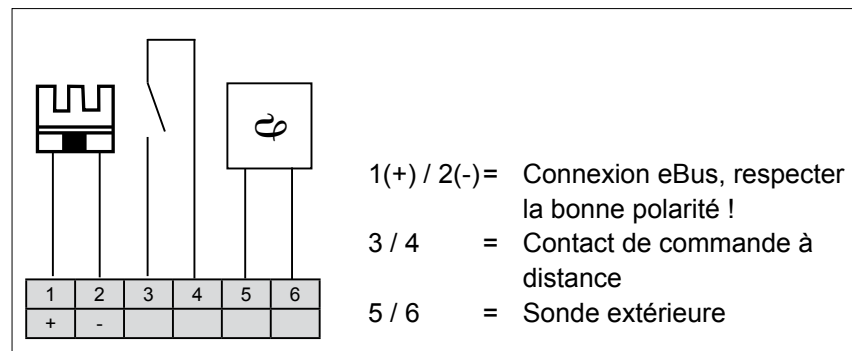 1(+) / 2(-)= Connexion eBus, respecter
la bonne polarité !
3 / 4 = Contact de commande à
distance
5 / 6 = Sonde extérieure
1 2 3 4 5 6
+ -